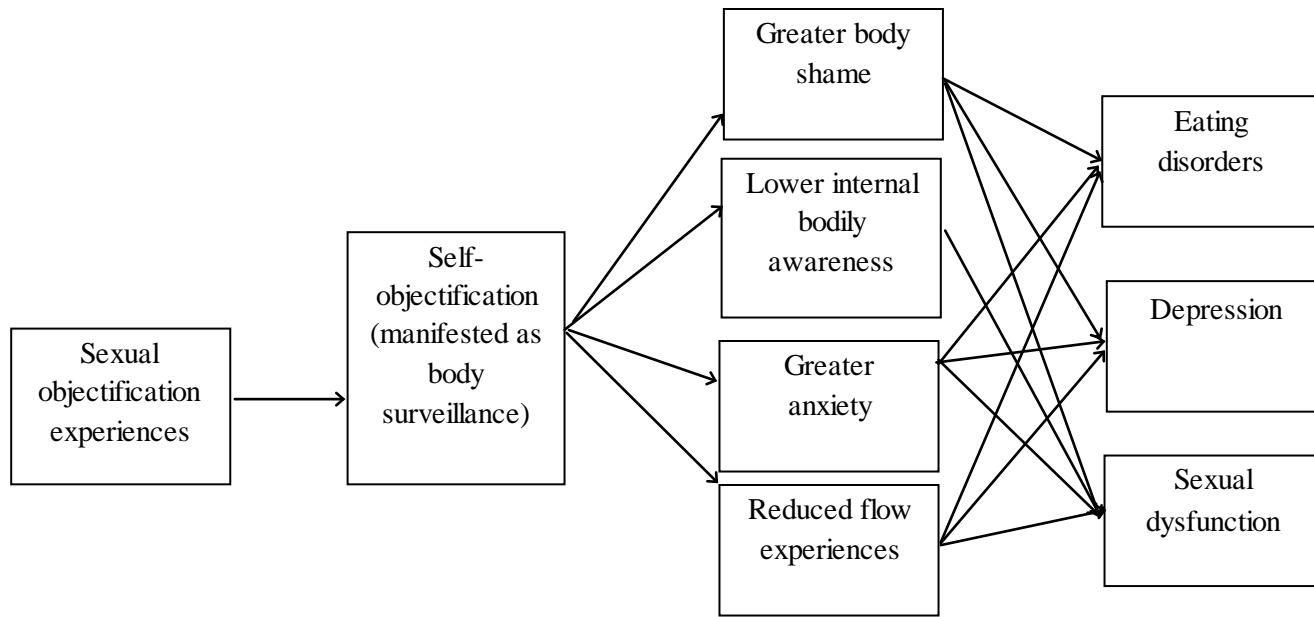 Sexual
objectification
experiences
Self-
objectification
(manifested as
body
surveillance)
Greater body
shame
Lower internal
bodily
awareness
Greater
anxiety
Reduced flow
experiences
Eating
disorders
Depression
Sexual
dysfunction